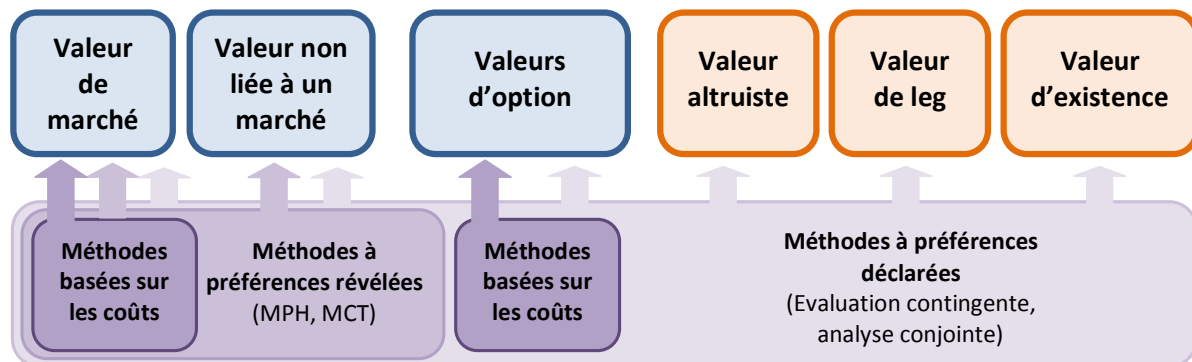 Valeur
de
marché
Valeur non
liée à un
marché
Valeurs
d’option
Valeur
altruiste
Valeur
de leg
Valeur
d’existence
Méthodes
basées sur
les coûts
Méthodes à
préférences révélées
(MPH, MCT)
Méthodes
basées sur
les coûts
Méthodes à préférences
déclarées
(Evaluation contingente,
analyse conjointe)